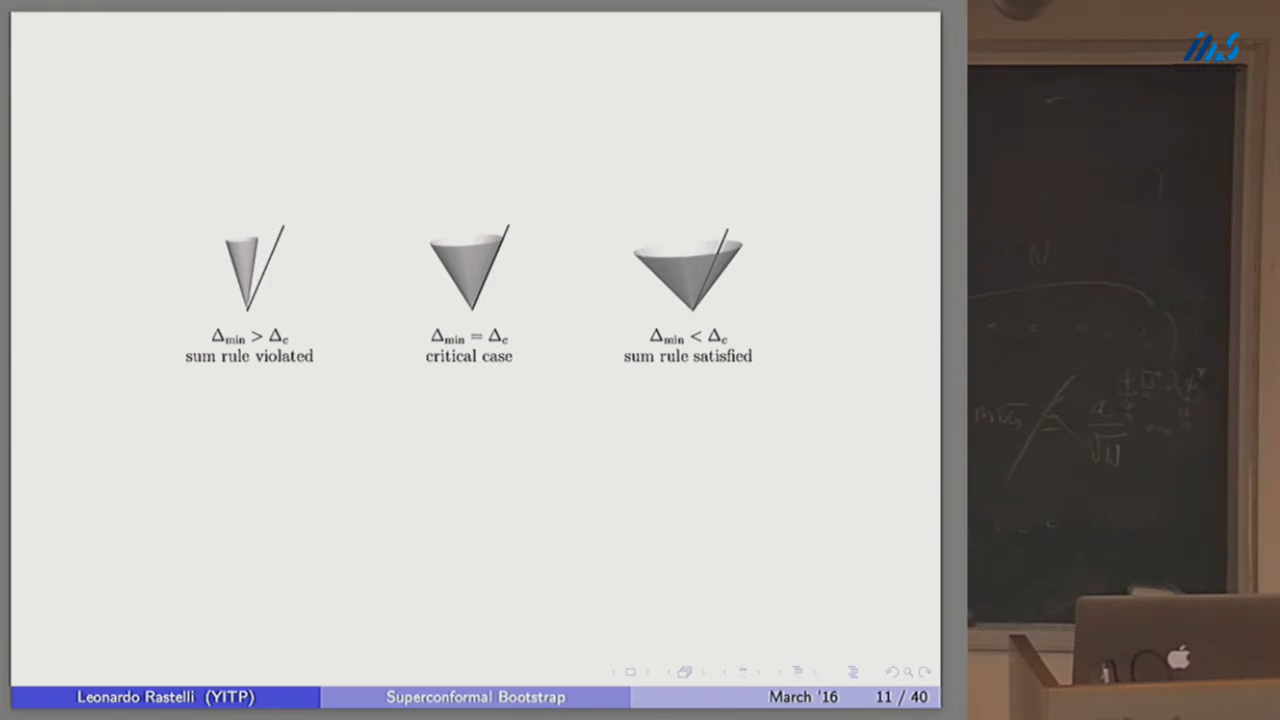 Δmin > Δc
sum rule violated
Δmin = Δc
critical case
Δmin < Δc
sum rule satisfied
Leonardo Rastelli (YITP)
Superconformal Bootstrap
March '16
11 / 40
N